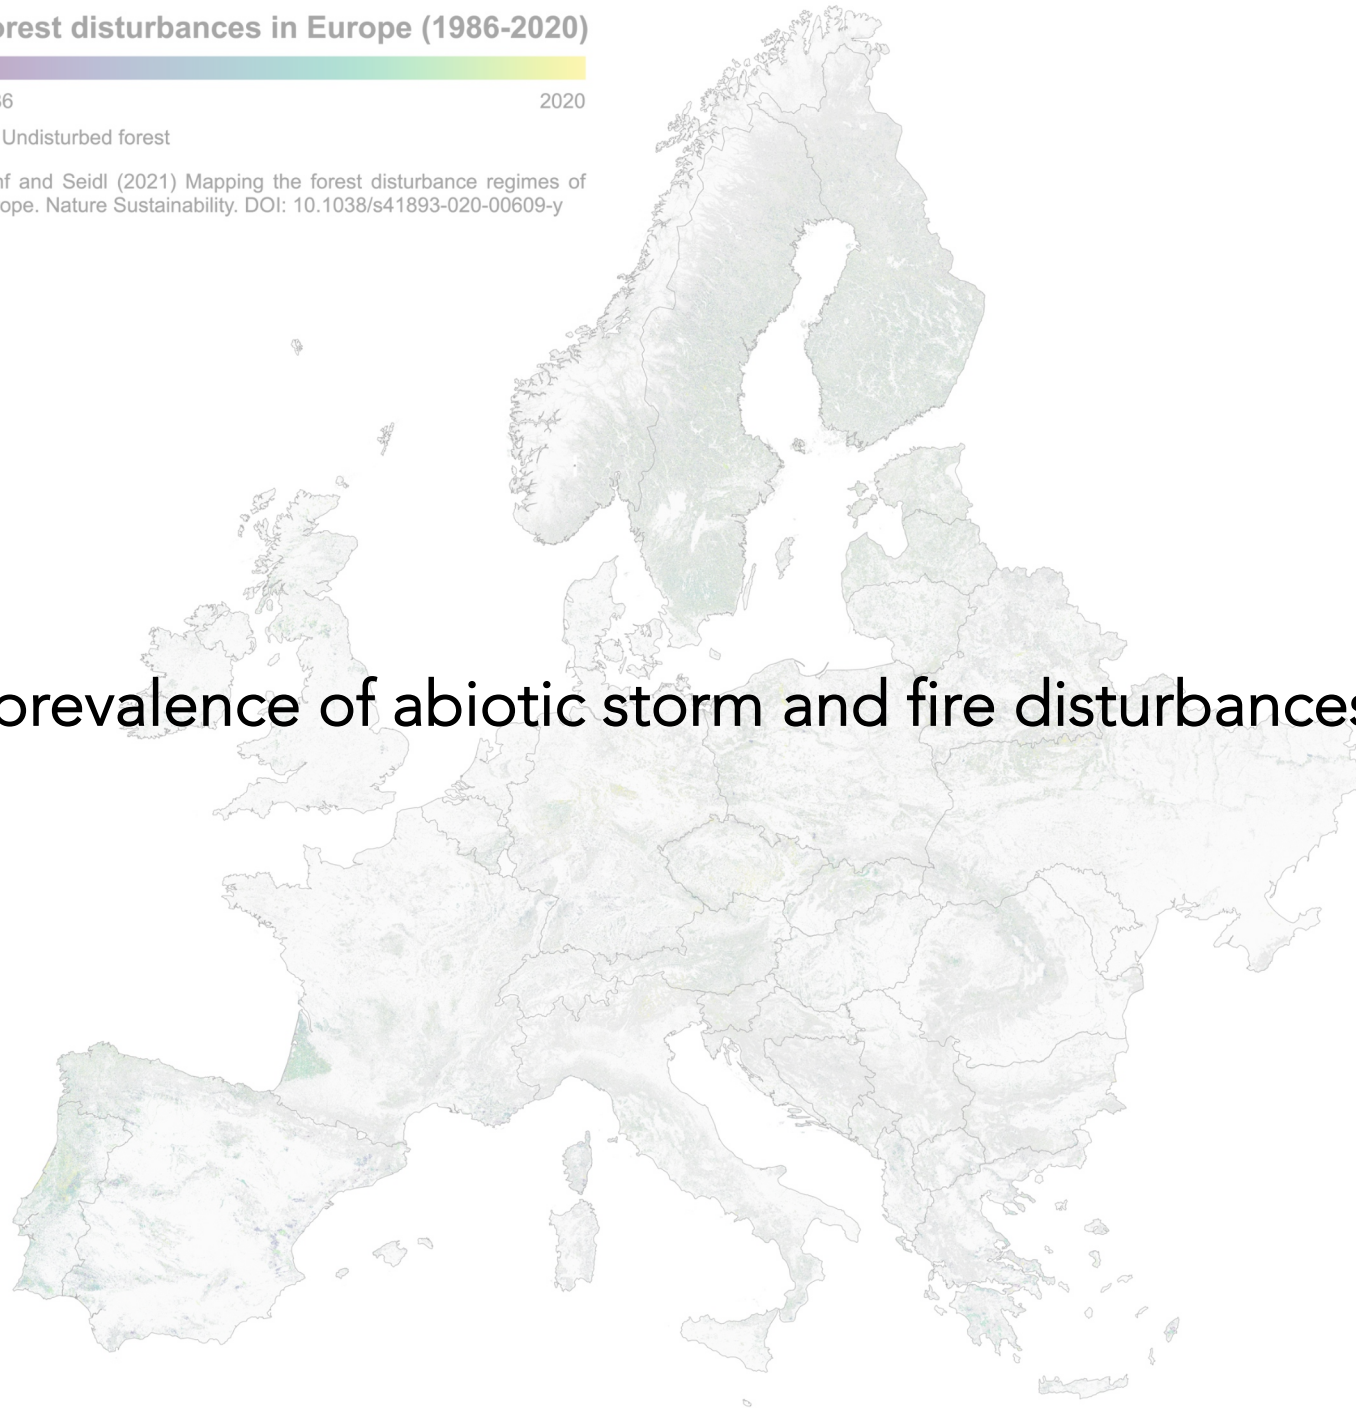 orest disturbances in Europe (1986-2020)
36 2020
Undisturbed forest
nf and Seidl (2021) Mapping the forest disturbance regimes of
ope. Nature Sustainability. DOI: 10.1038/s41893-020-00609-y
prevalence of abiotic storm and fire disturbances